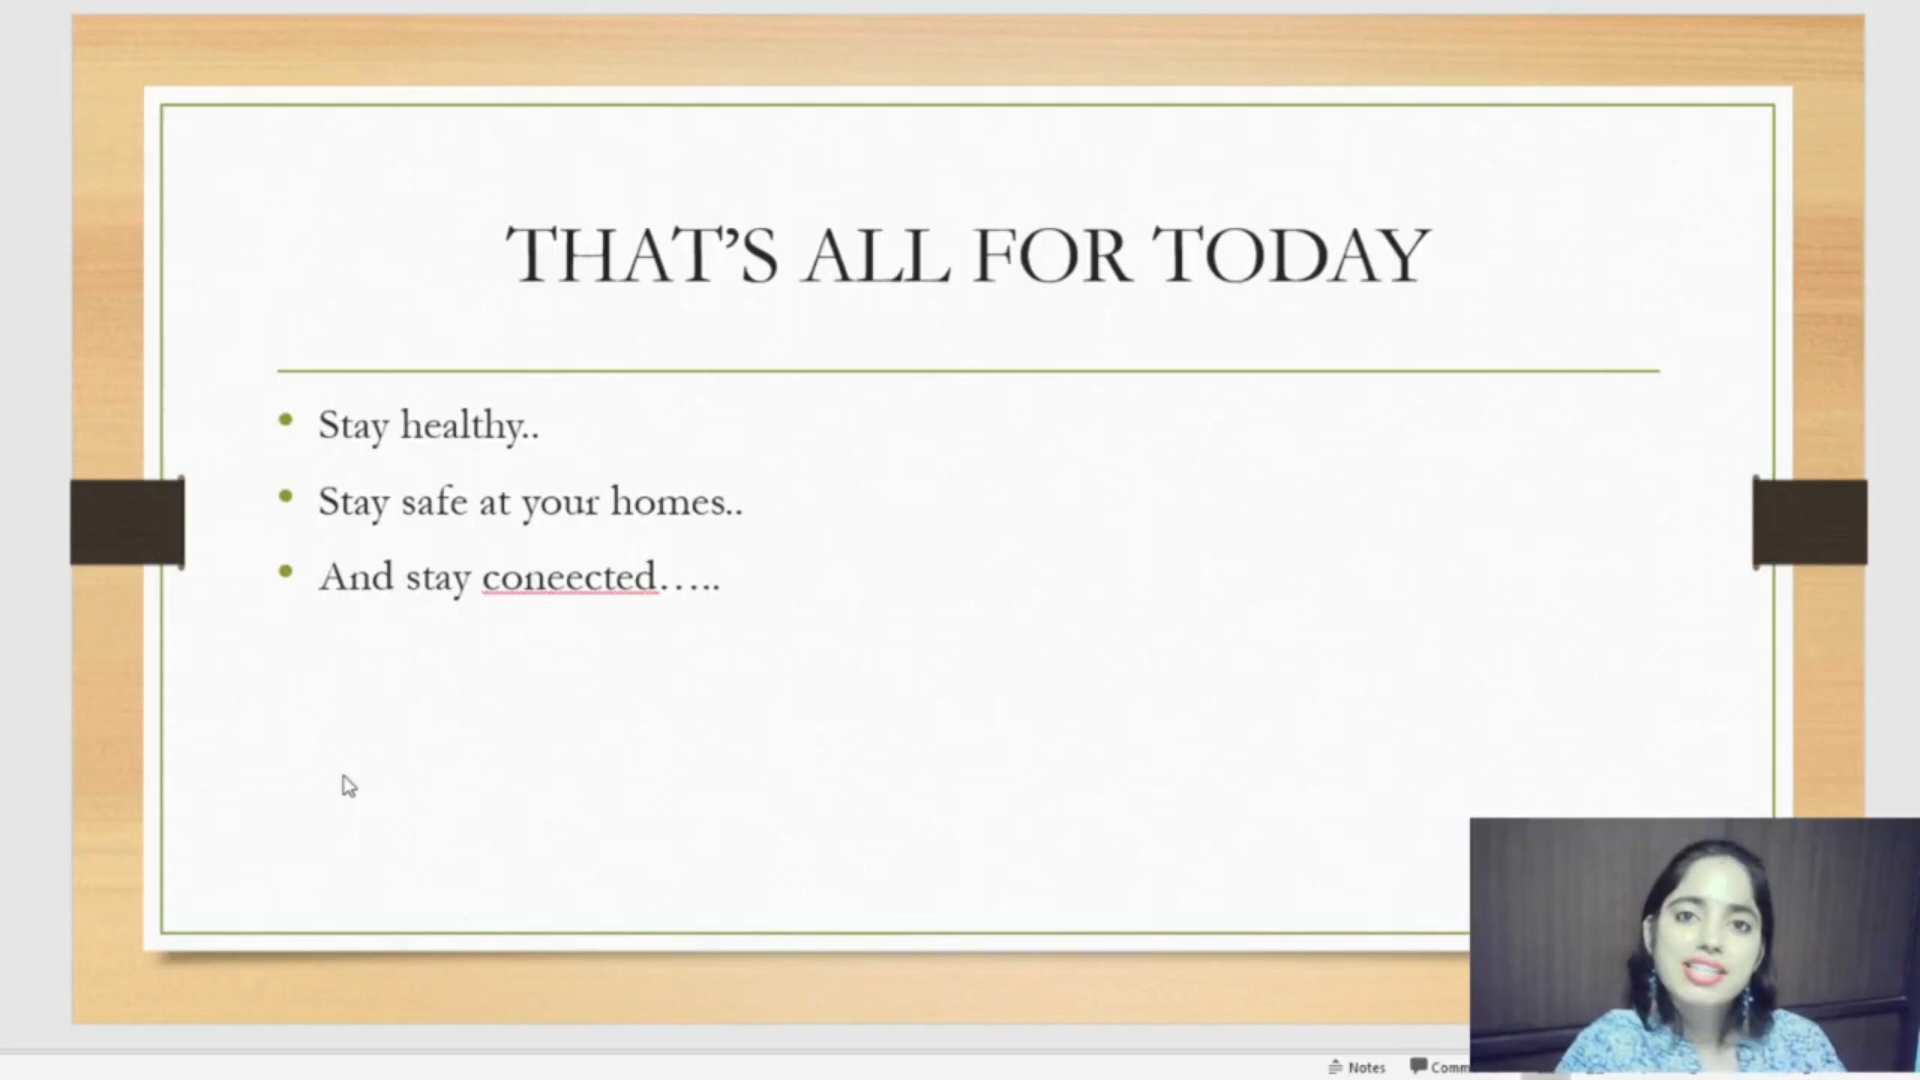 THAT'S ALL FOR TODAY
Stay healthy..
Stay safe at your homes..
And stay coneected.....
Notes